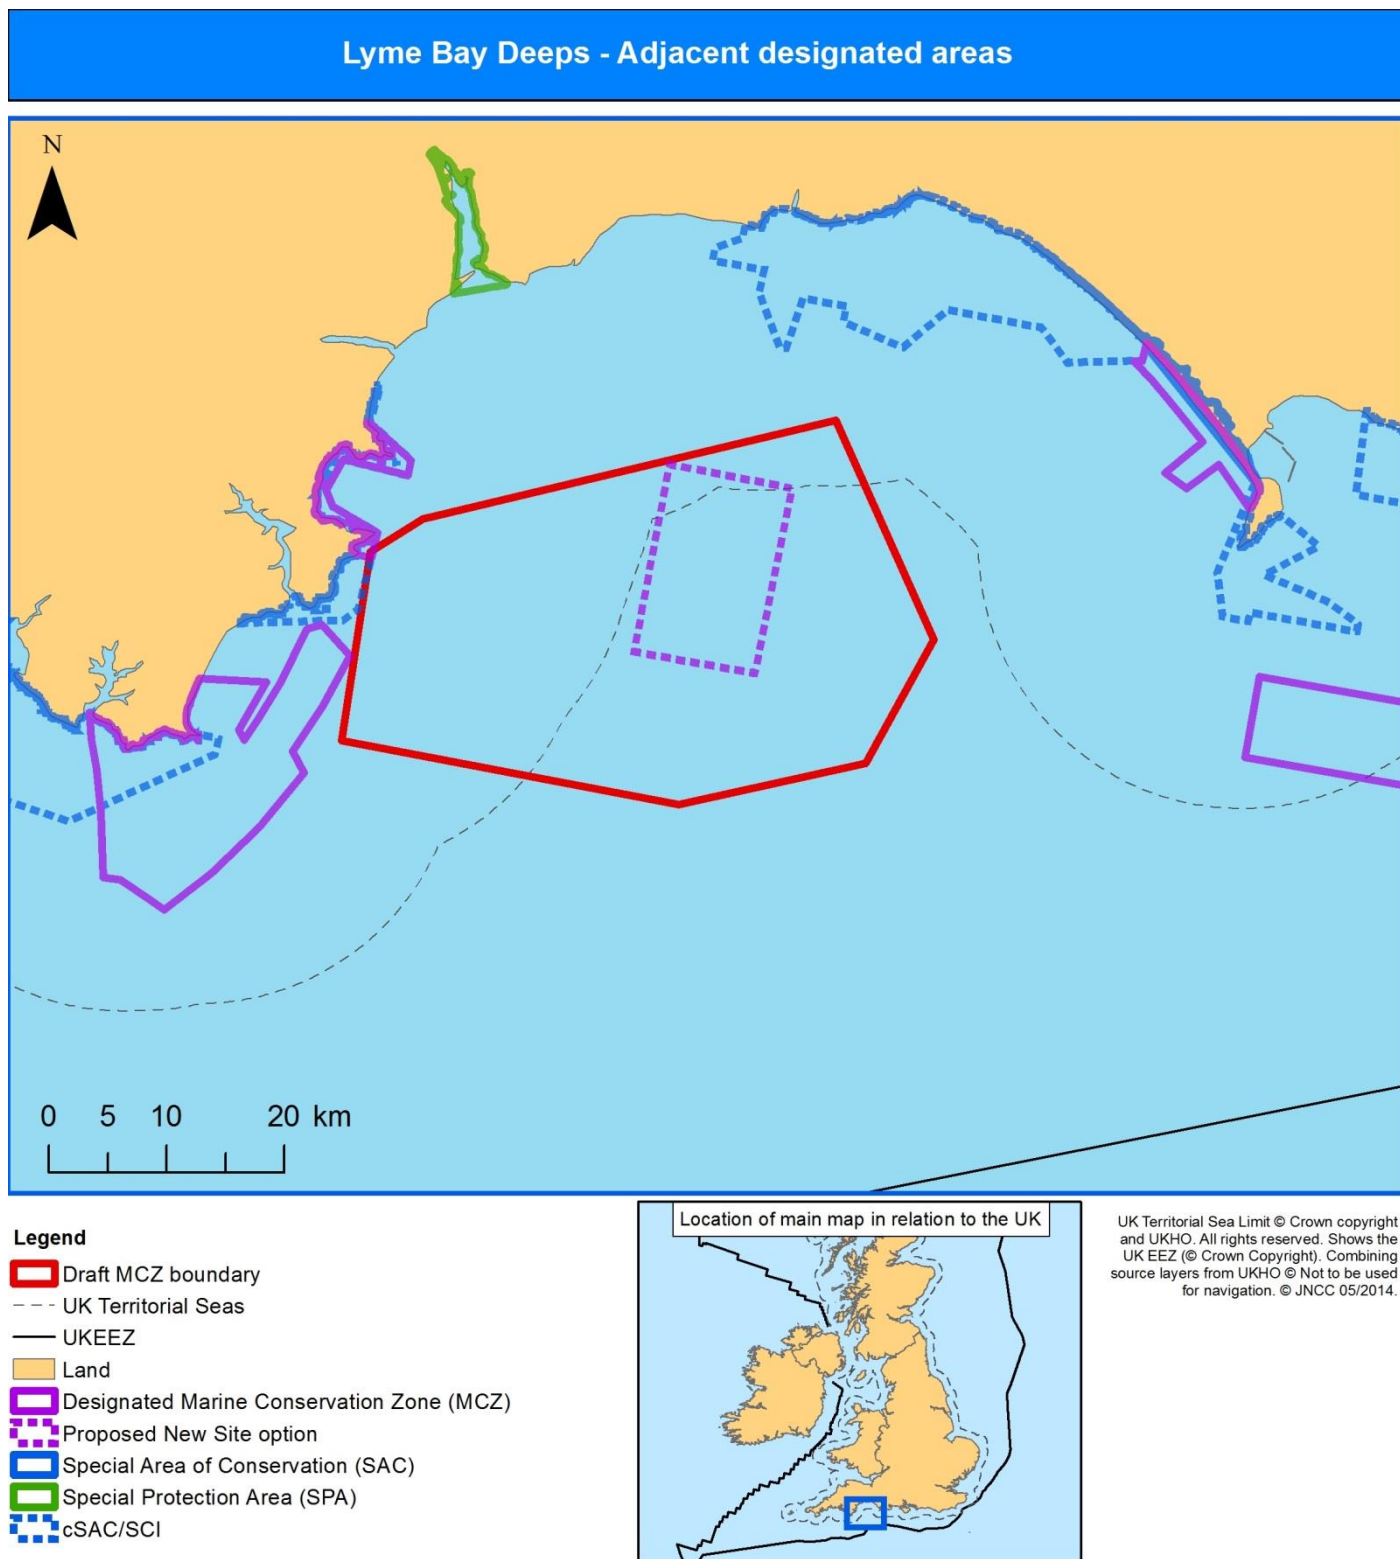 Lyme Bay Deeps - Adjacent designated areas
N
0 5 10 20 km
Legend
Draft MCZ boundary
UK Territorial Seas
UKEEZ
Land
Designated Marine Conservation Zone (MCZ)
Proposed New Site option
Special Area of Conservation (SAC)
Special Protection Area (SPA)
cSAC/SCI
Location of main map in relation to the UK
UK Territorial Sea Limit © Crown copyright
and UKHO. All rights reserved. Shows the
UK EEZ (© Crown Copyright). Combining
source layers from UKHO © Not to be used
for navigation. © JNCC 05/2014.